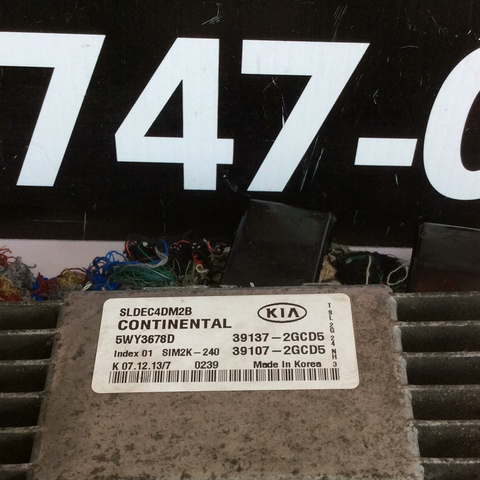 747-0
SLDEC4DM2B
CONTINENTAL
KIA
5WY3678D
39137-2GCD5
Index 01 SIM2K-240
39107-2GCD5
K 07.12.13/7 0239 Made in Korea
TSL2G24NH3